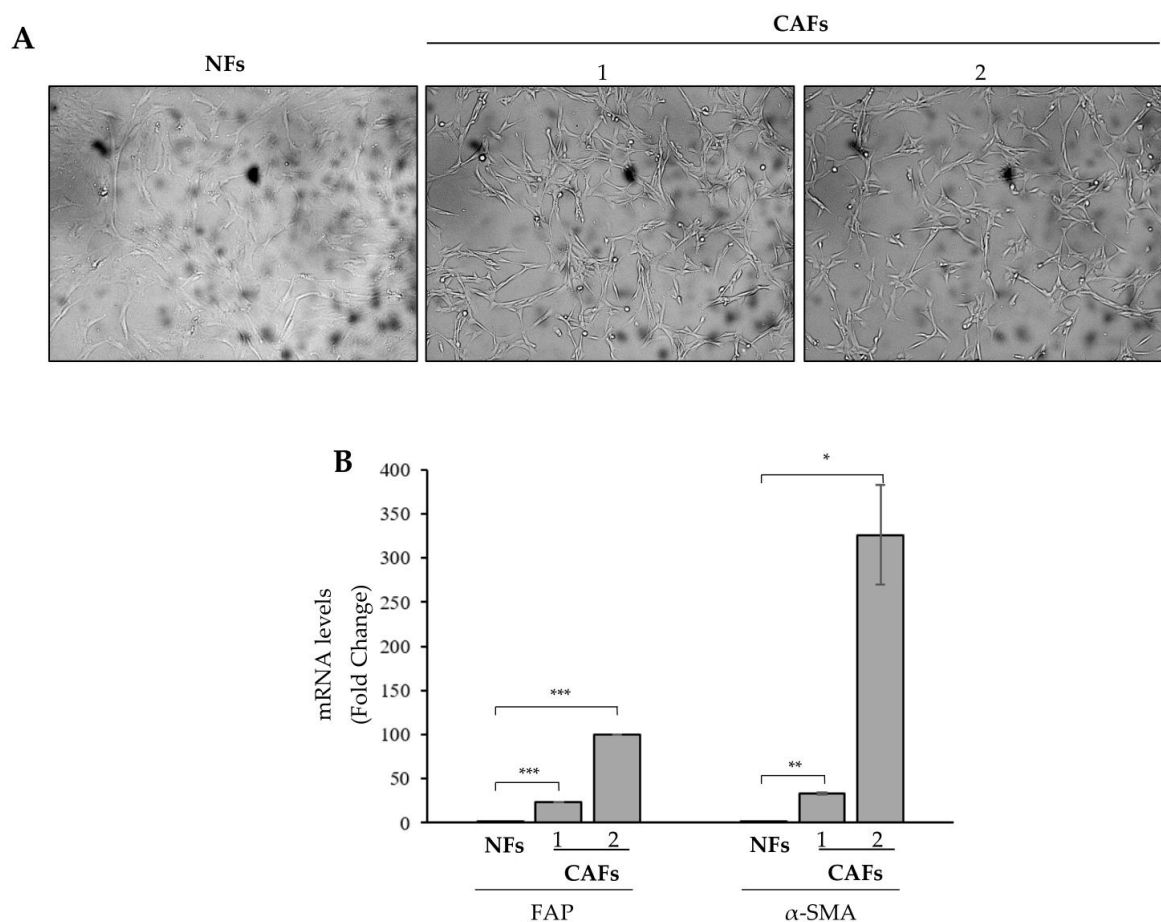 A
CAFs
NFs
1
2
B
mRNA levels
(Fold Change)
400
350
300
250
200
150
100
50
0
***
***
**
*
NFs
1
2
CAFs
FAP
NFs
1
2
CAFs
α-SMA